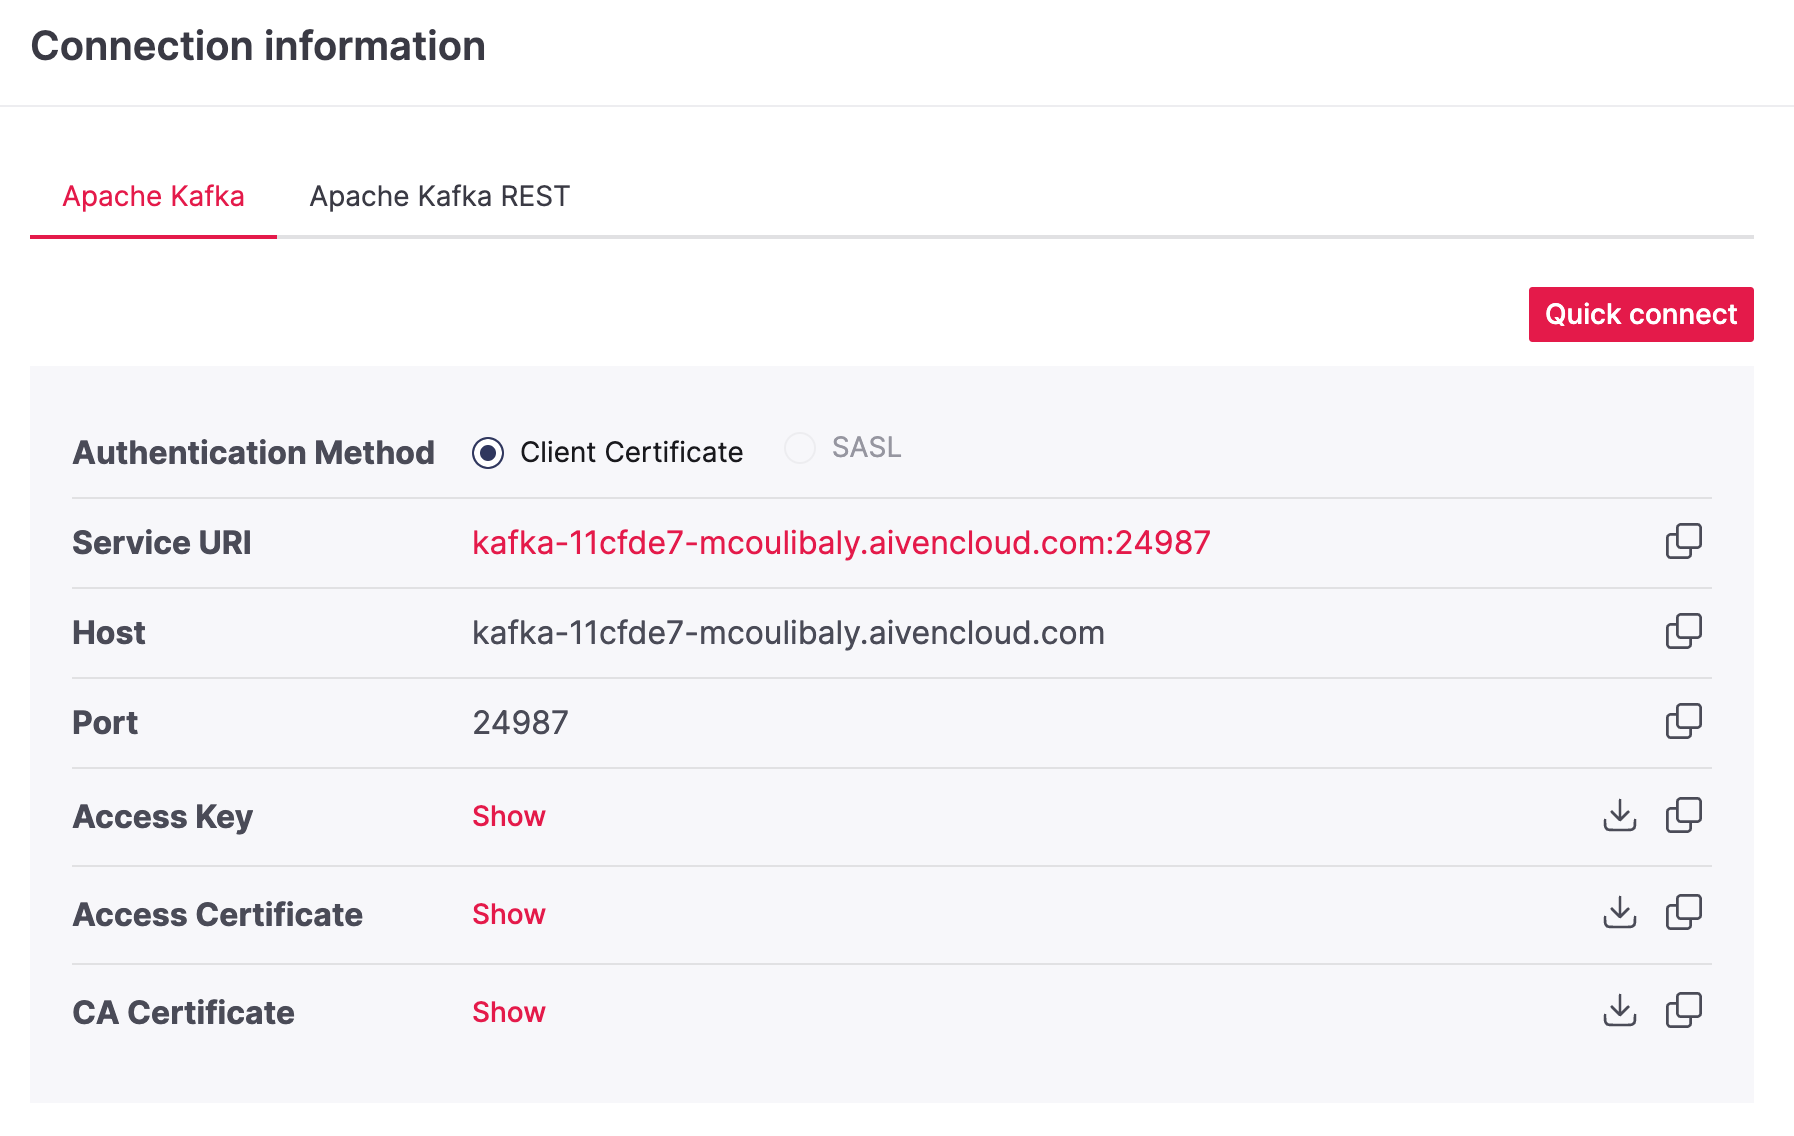 Connection information
Apache Kafka Apache Kafka REST
Quick connect
Authentication Method Client Certificate SASL
Service URI kafka-11cfde7-mcoulibaly.aivencloud.com:24987
Host kafka-11cfde7-mcoulibaly.aivencloud.com
Port 24987
Access Key Show
Access Certificate Show
CA Certificate Show